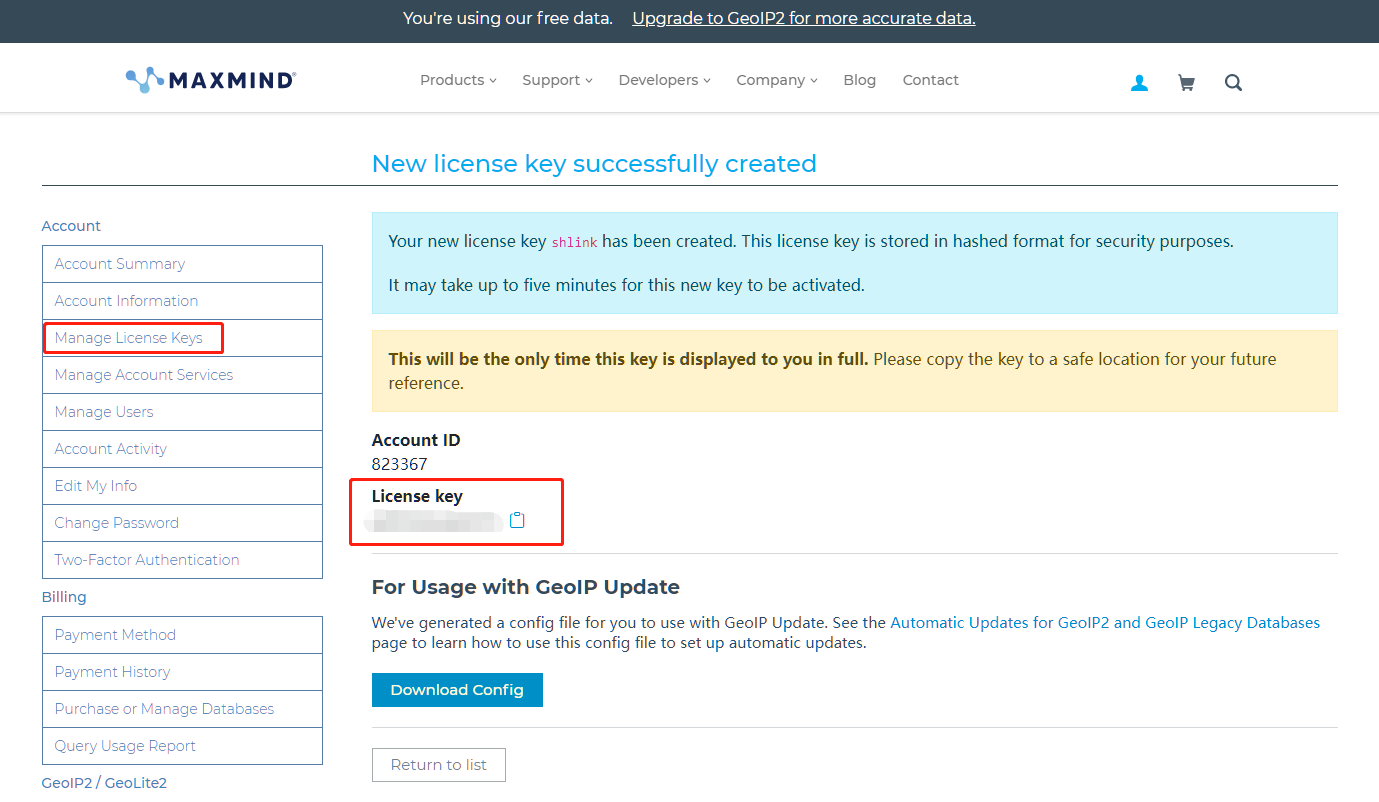 You're using our free data. Upgrade to GeoIP2 for more accurate data.
MAXMIND®
Products Support Developers Company Blog Contact
New license key successfully created
Account
Account Summary
Account Information
Manage License Keys
Manage Account Services
Manage Users
Account Activity
Edit My Info
Change Password
Two-Factor Authentication
Billing
Payment Method
Payment History
Purchase or Manage Databases
Query Usage Report
GeoIP2 / GeoLite2
Your new license key shlink has been created. This license key is stored in hashed format for security purposes.
It may take up to five minutes for this new key to be activated.
This will be the only time this key is displayed to you in full. Please copy the key to a safe location for your future
reference.
Account ID
823367
License key
For Usage with GeoIP Update
We've generated a config file for you to use with GeoIP Update. See the Automatic Updates for GeoIP2 and GeoIP Legacy Databases
page to learn how to use this config file to set up automatic updates.
Download Config
Return to list